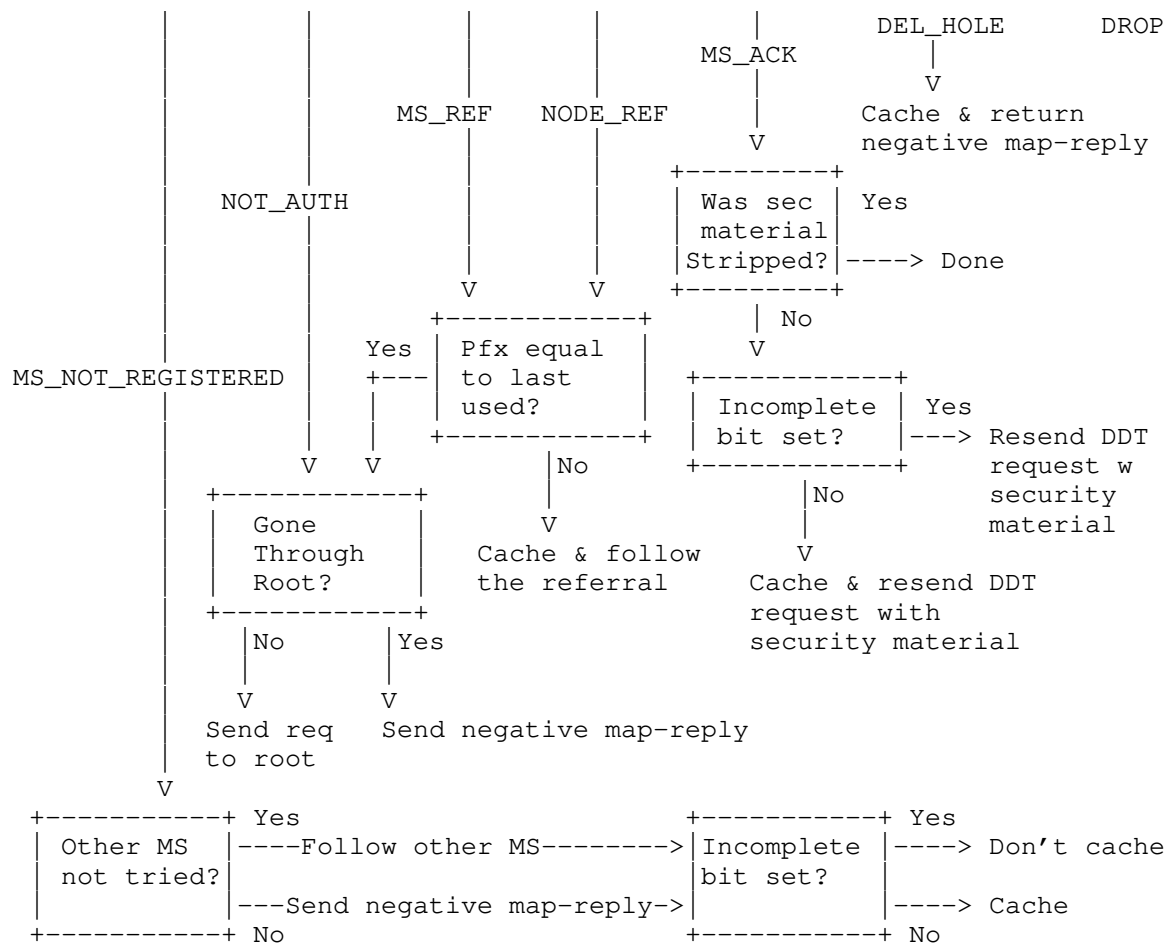 DEL_HOLE DROP
MS_ACK
MS_REF NODE_REF Cache & return
negative map-reply
NOT_AUTH Was sec Yes
material
Stripped? Done
No
Yes Pfx equal
MS_NOT_REGISTERED to last
used? Incomplete Yes
bit set? Resend DDT
No request w
No security
Gone material
Through Cache & follow
Root? the referral Cache & resend DDT
request with
No Yes security material
Send req Send negative map-reply
to root
Yes Yes
Other MS Follow other MS Incomplete Don't cache
not tried? bit set?
Send negative map-reply Cache
No No